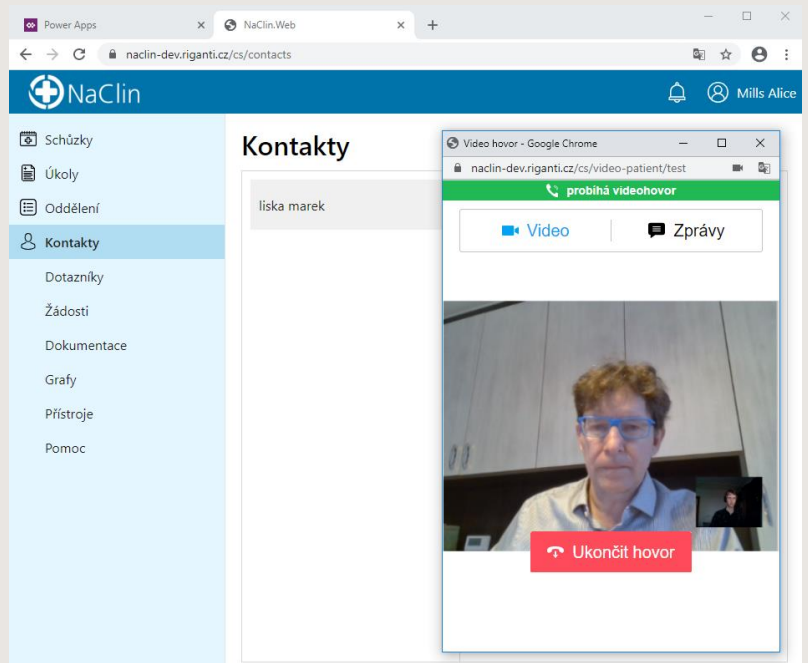 Power Apps
NaClin.Web
naclin-dev.riganti.cz/cs/contacts
NaClin
Mills Alice
Schůzky
Úkoly
Oddělení
Kontakty
Dotazníky
Žádosti
Dokumentace
Grafy
Přístroje
Pomoc
Kontakty
liska marek
Video hovor - Google Chrome
naclin-dev.riganti.cz/cs/video-patient/test
probíhá videohovor
Video
Zprávy
Ukončit hovor